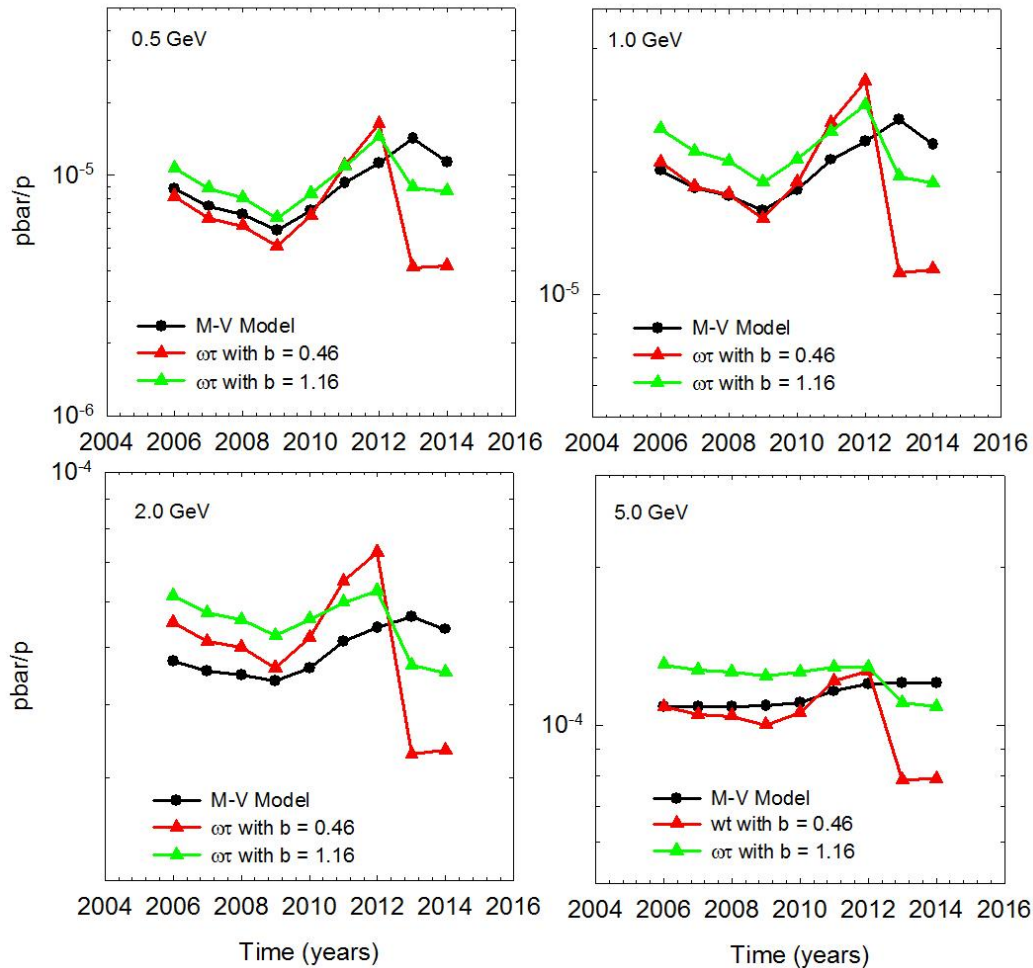 0.5 GeV
pbar/p
10-5
10-6
M-V Model
ωτ with b = 0.46
ωτ with b = 1.16
2004 2006 2008 2010 2012 2014 2016
1.0 GeV
10-5
M-V Model
ωτ with b = 0.46
ωτ with b = 1.16
2004 2006 2008 2010 2012 2014 2016
10-4
2.0 GeV
pbar/p
M-V Model
ωτ with b = 0.46
ωτ with b = 1.16
2004 2006 2008 2010 2012 2014 2016
Time (years)
5.0 GeV
10-4
M-V Model
wt with b = 0.46
ωτ with b = 1.16
2004 2006 2008 2010 2012 2014 2016
Time (years)